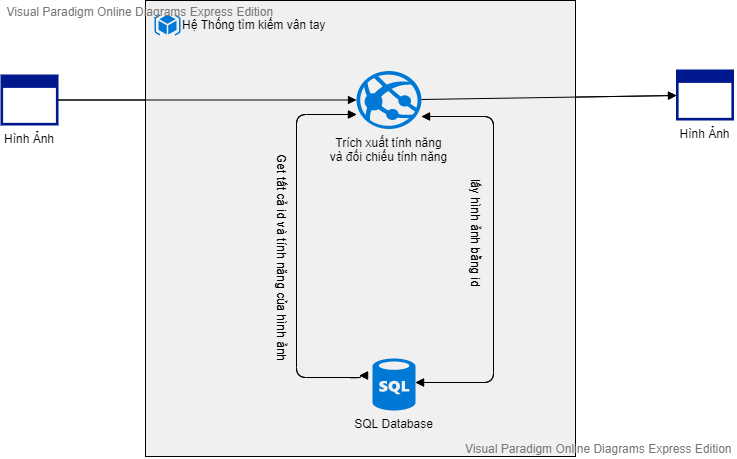 Visual Paradigm Online Diagrams Express Edition
Hệ Thống tìm kiếm vân tay
Hình Ảnh
Trích xuất tính năng
và đối chiếu tính năng
Hình Ảnh
Get tất cả id và tính năng của hình ảnh
lấy hình ảnh bằng id
SQL
SQL Database
Visual Paradigm Online Diagrams Express Edition